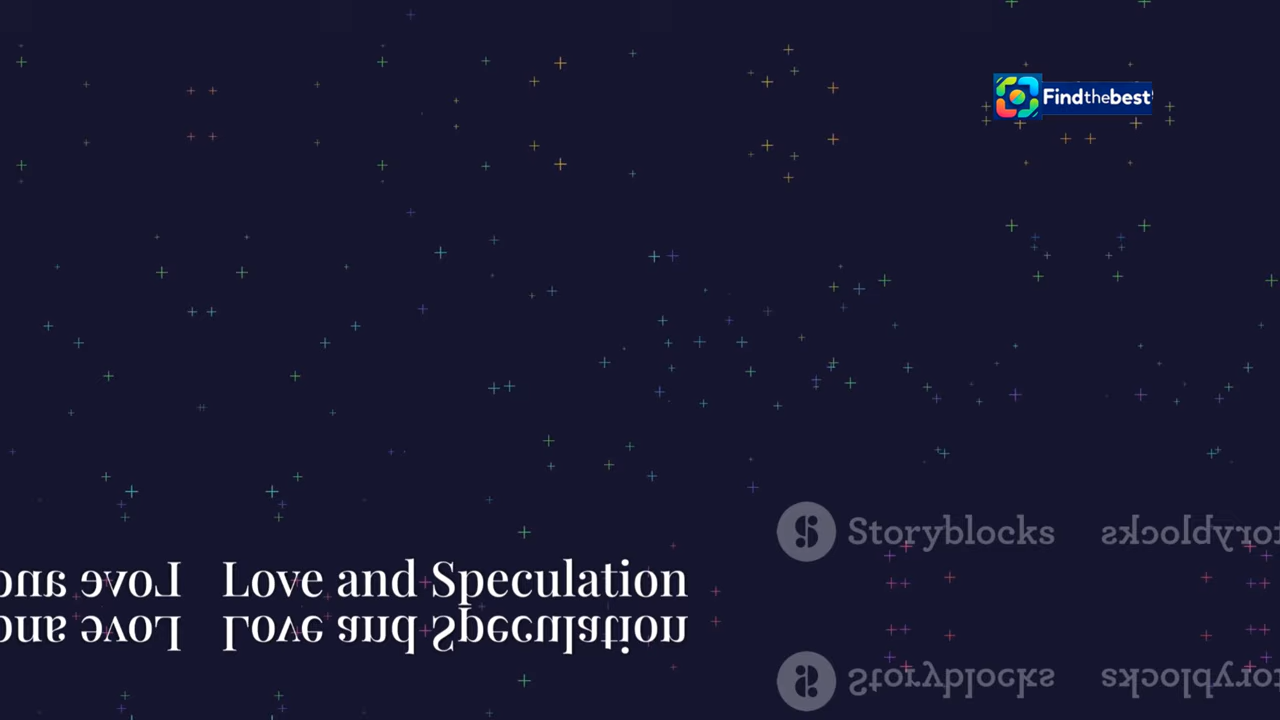 Findthebest
Storyblocks
Love and Speculation